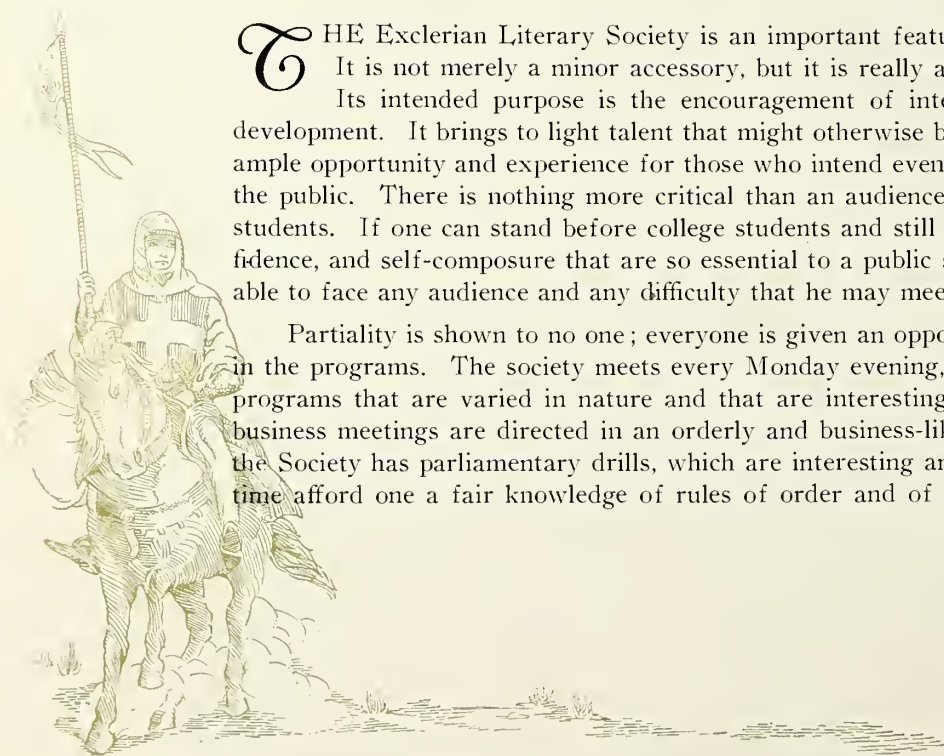 THE Exclerian Literary Society is an important featu
It is not merely a minor accessory, but it is really a
Its intended purpose is the encouragement of inte
development. It brings to light talent that might otherwise b
ample opportunity and experience for those who intend even
the public. There is nothing more critical than an audience
students. If one can stand before college students and still
fidence, and self-composure that are so essential to a public s
able to face any audience and any difficulty that he may mee
Partiality is shown to no one; everyone is given an oppo
in the programs. The society meets every Monday evening,
programs that are varied in nature and that are interesting
business meetings are directed in an orderly and business-lik
the Society has parliamentary drills, which are interesting an
time afford one a fair knowledge of rules of order and of